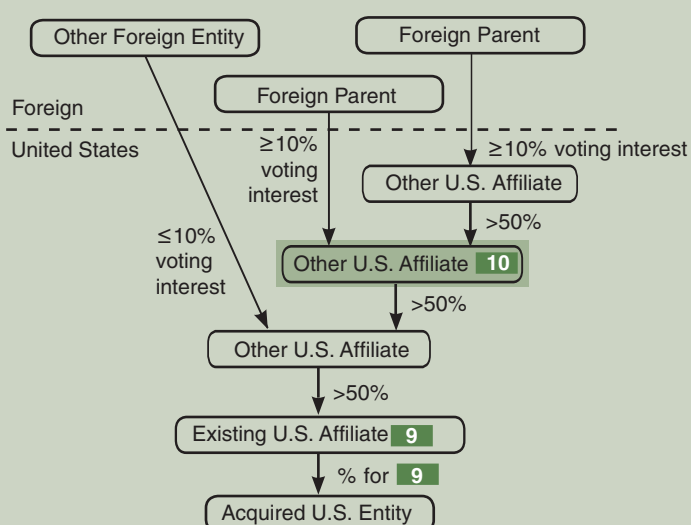 Other Foreign Entity
Foreign Parent
Foreign Parent
Foreign
United States
≥10%
voting
interest
≥10% voting interest
Other U.S. Affiliate
>50%
≤10%
voting
interest
Other U.S. Affiliate 10
>50%
Other U.S. Affiliate
>50%
Existing U.S. Affiliate 9
% for 9
Acquired U.S. Entity